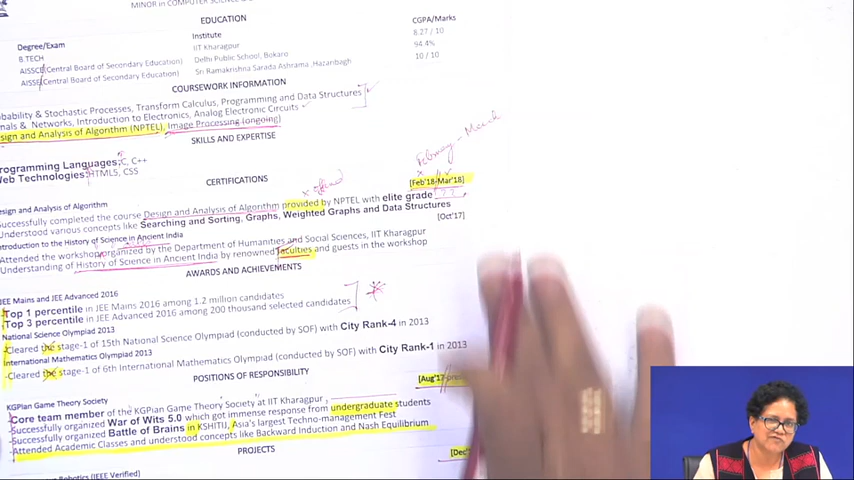 MINOR in COMPUTER SCIENCE &
EDUCATION
Degree/Exam Institute CGPA/Marks
B.TECH IIT Kharagpur 8.27 / 10
AISSCE(Central Board of Secondary Education) Delhi Public School, Bokaro 94.4%
AISSE(Central Board of Secondary Education) Sri Ramakrishna Sarada Ashrama, Hazaribagh 10 / 10
COURSEWORK INFORMATION
bability & Stochastic Processes, Transform Calculus, Programming and Data Structures
nals & Networks, Introduction to Electronics, Analog Electronic Circuits
sign and Analysis of Algorithm (NPTEL), Image Processing (ongoing)
SKILLS AND EXPERTISE
February - March
rogramming Languages: C, C++
Web Technologies: HTML5, CSS
CERTIFICATIONS
x offered
esign and Analysis of Algorithm [Feb'18-Mar'18]
Successfully completed the course Design and Analysis of Algorithm provided by NPTEL with elite grade ??
Understood various concepts like Searching and Sorting, Graphs, Weighted Graphs and Data Structures
Introduction to the History of Science in Ancient India [Oct'17]
Attended the workshop organized by the Department of Humanities and Social Sciences, IIT Kharagpur
Understanding of History of Science in Ancient India by renowned faculties and guests in the workshop
AWARDS AND ACHIEVEMENTS
JEE Mains and JEE Advanced 2016
Top 1 percentile in JEE Mains 2016 among 1.2 million candidates
Top 3 percentile in JEE Advanced 2016 among 200 thousand selected candidates
National Science Olympiad 2013
-Cleared the stage-1 of 15th National Science Olympiad (conducted by SOF) with City Rank-4 in 2013
International Mathematics Olympiad 2013
-Cleared the stage-1 of 6th International Mathematics Olympiad (conducted by SOF) with City Rank-1 in 2013
POSITIONS OF RESPONSIBILITY
KGPian Game Theory Society [Aug'17-pre
-Core team member of the KGPian Game Theory Society at IIT Kharagpur
-Successfully organized War of Wits 5.0 which got immense response from undergraduate students
-Successfully organized Battle of Brains in KSHITIJ, Asia's largest Techno-management Fest
-Attended Academic Classes and understood concepts like Backward Induction and Nash Equilibrium
PROJECTS
[Dec'
Robotics (IEEE Verified)